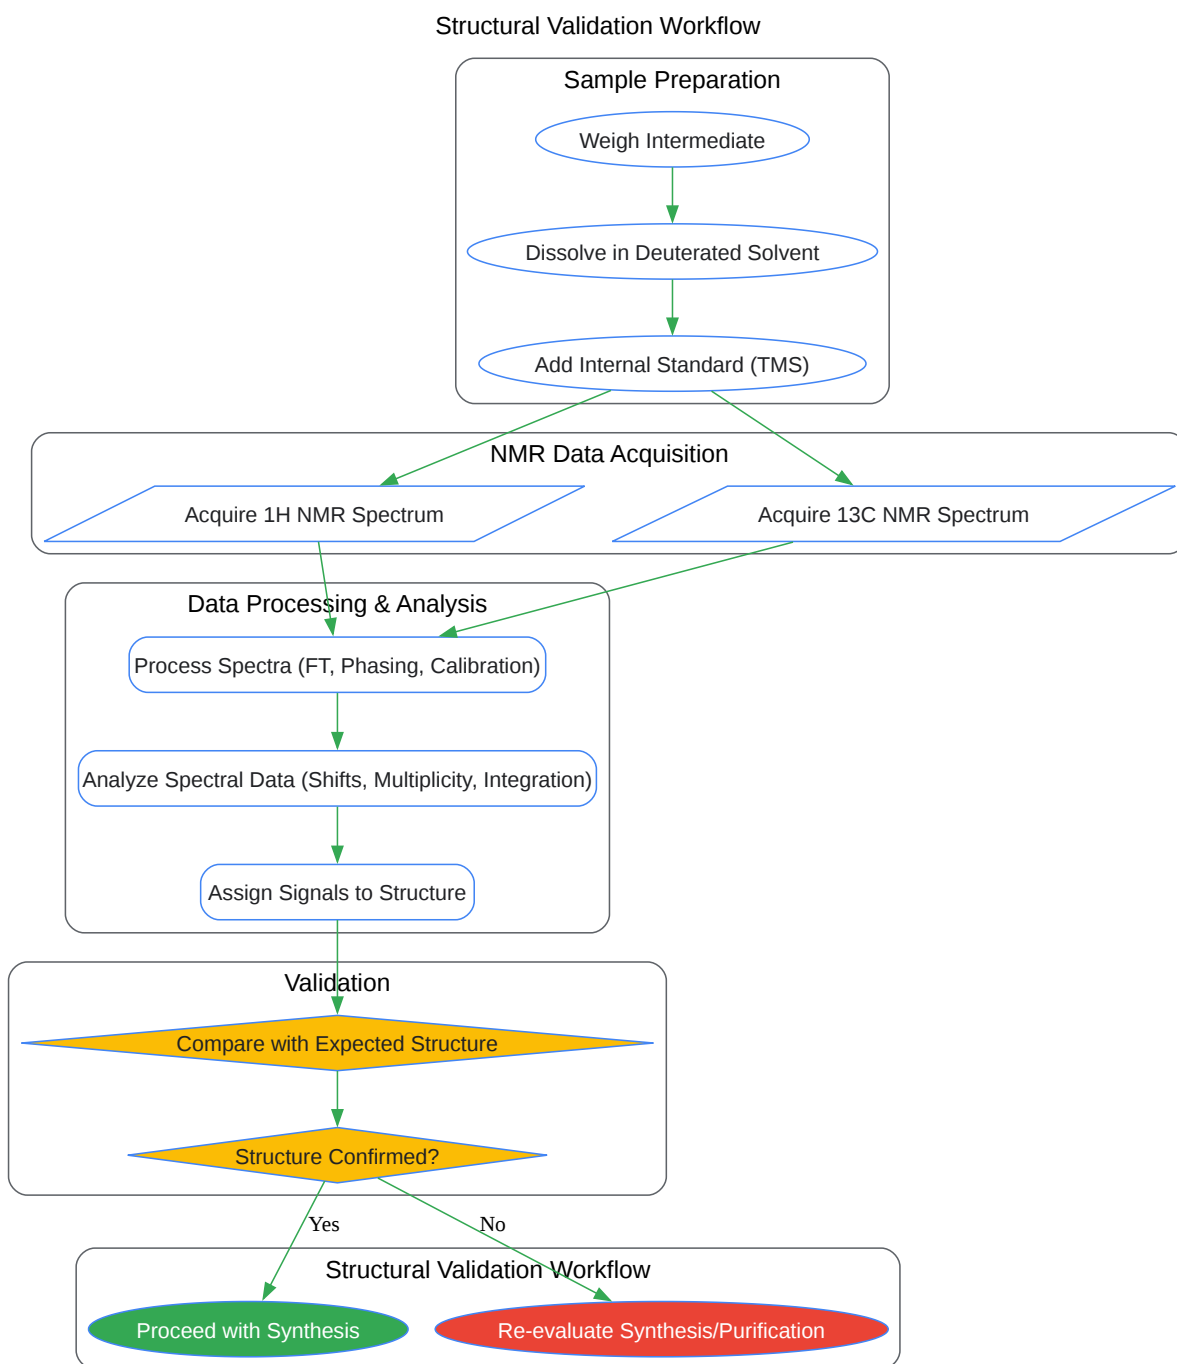 Structural Validation Workflow
Sample Preparation
Weigh Intermediate
Dissolve in Deuterated Solvent
Add Internal Standard (TMS)
NMR Data Acquisition
Acquire 1H NMR Spectrum
Acquire 13C NMR Spectrum
Data Processing & Analysis
Process Spectra (FT, Phasing, Calibration)
Analyze Spectral Data (Shifts, Multiplicity, Integration)
Assign Signals to Structure
Validation
Compare with Expected Structure
Structure Confirmed?
Yes
No
Structural Validation Workflow
Proceed with Synthesis
Re-evaluate Synthesis/Purification